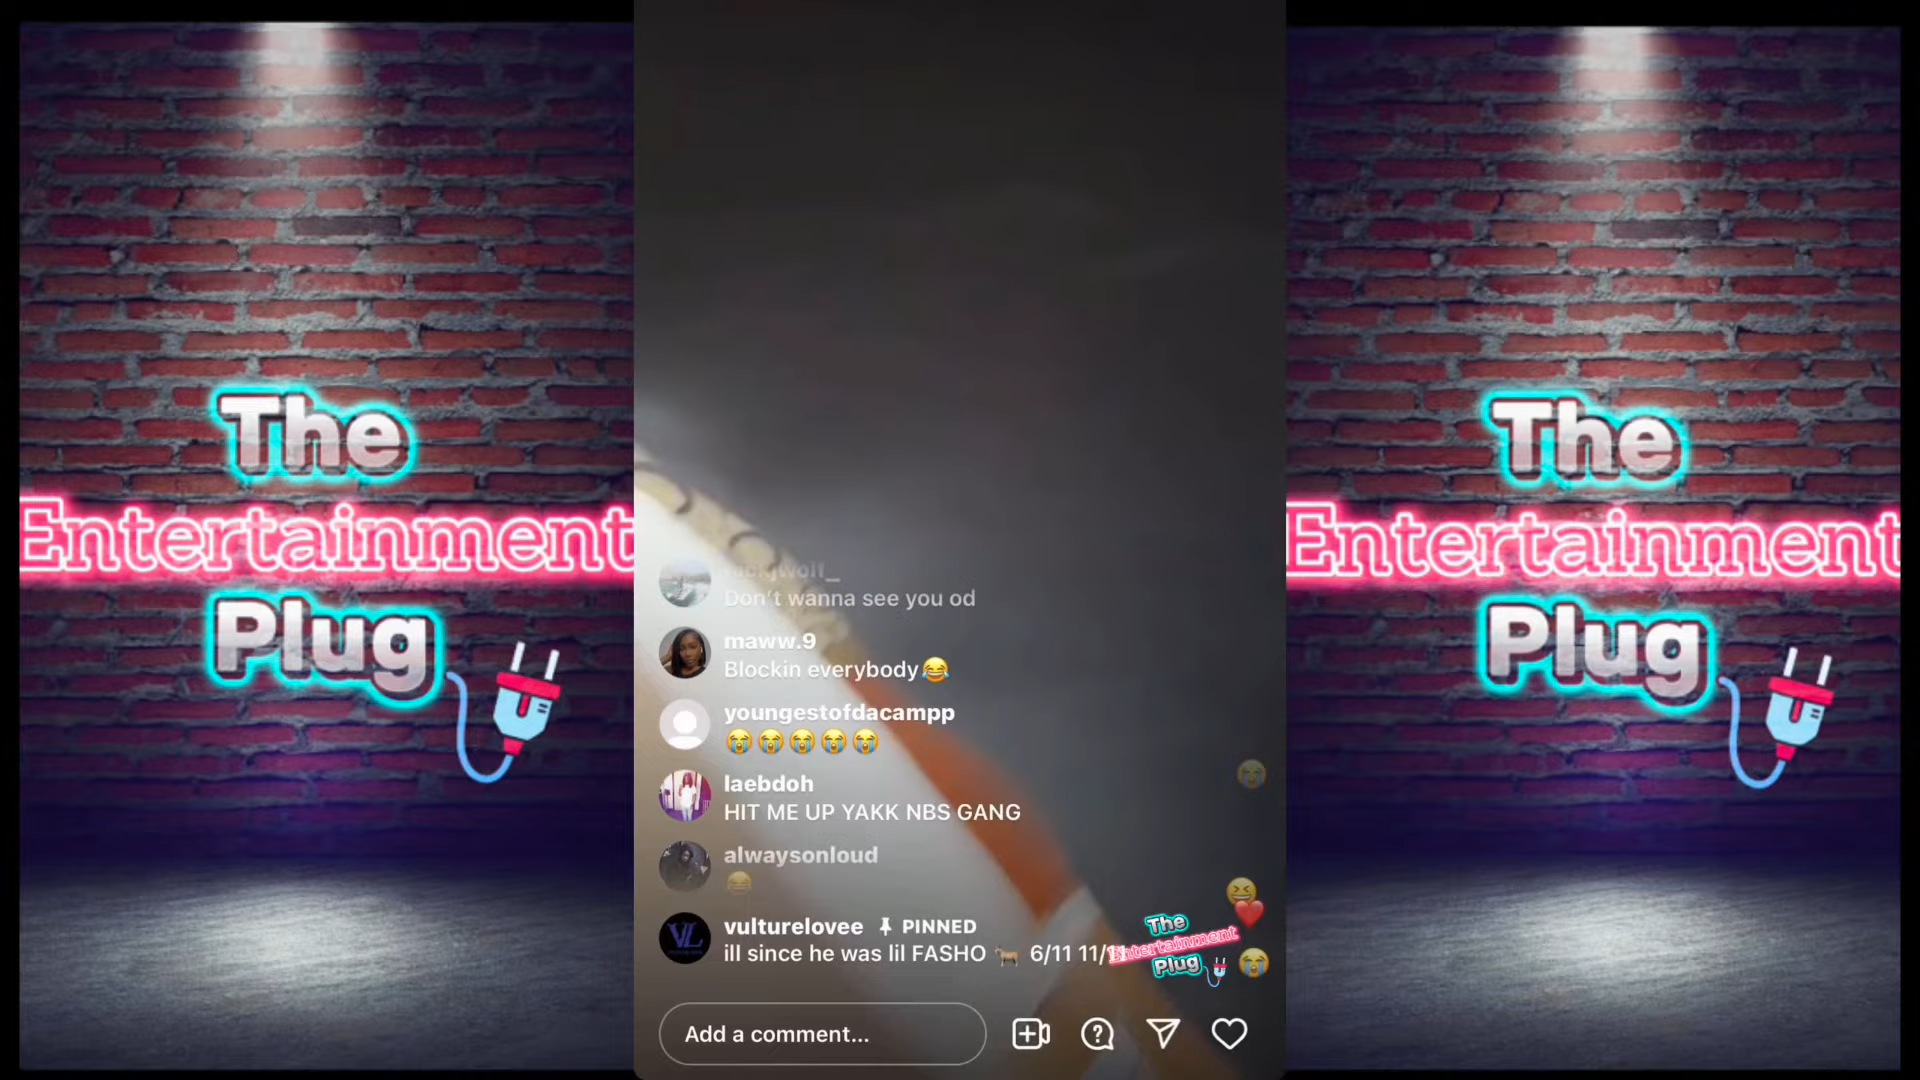 The
Entertainment
Plug
Don't wanna see you od
maww.9
Blockin everybody😂
youngestofdacampp
😭😭😭😭😭
laebdoh
HIT ME UP YAKK NBS GANG
alwaysonloud
😂
VL
vulturelovee PINNED
ill since he was lil FASHO 🐐 6/11 11/11
The
Entertainment
Plug
Add a comment...
The
Entertainment
Plug